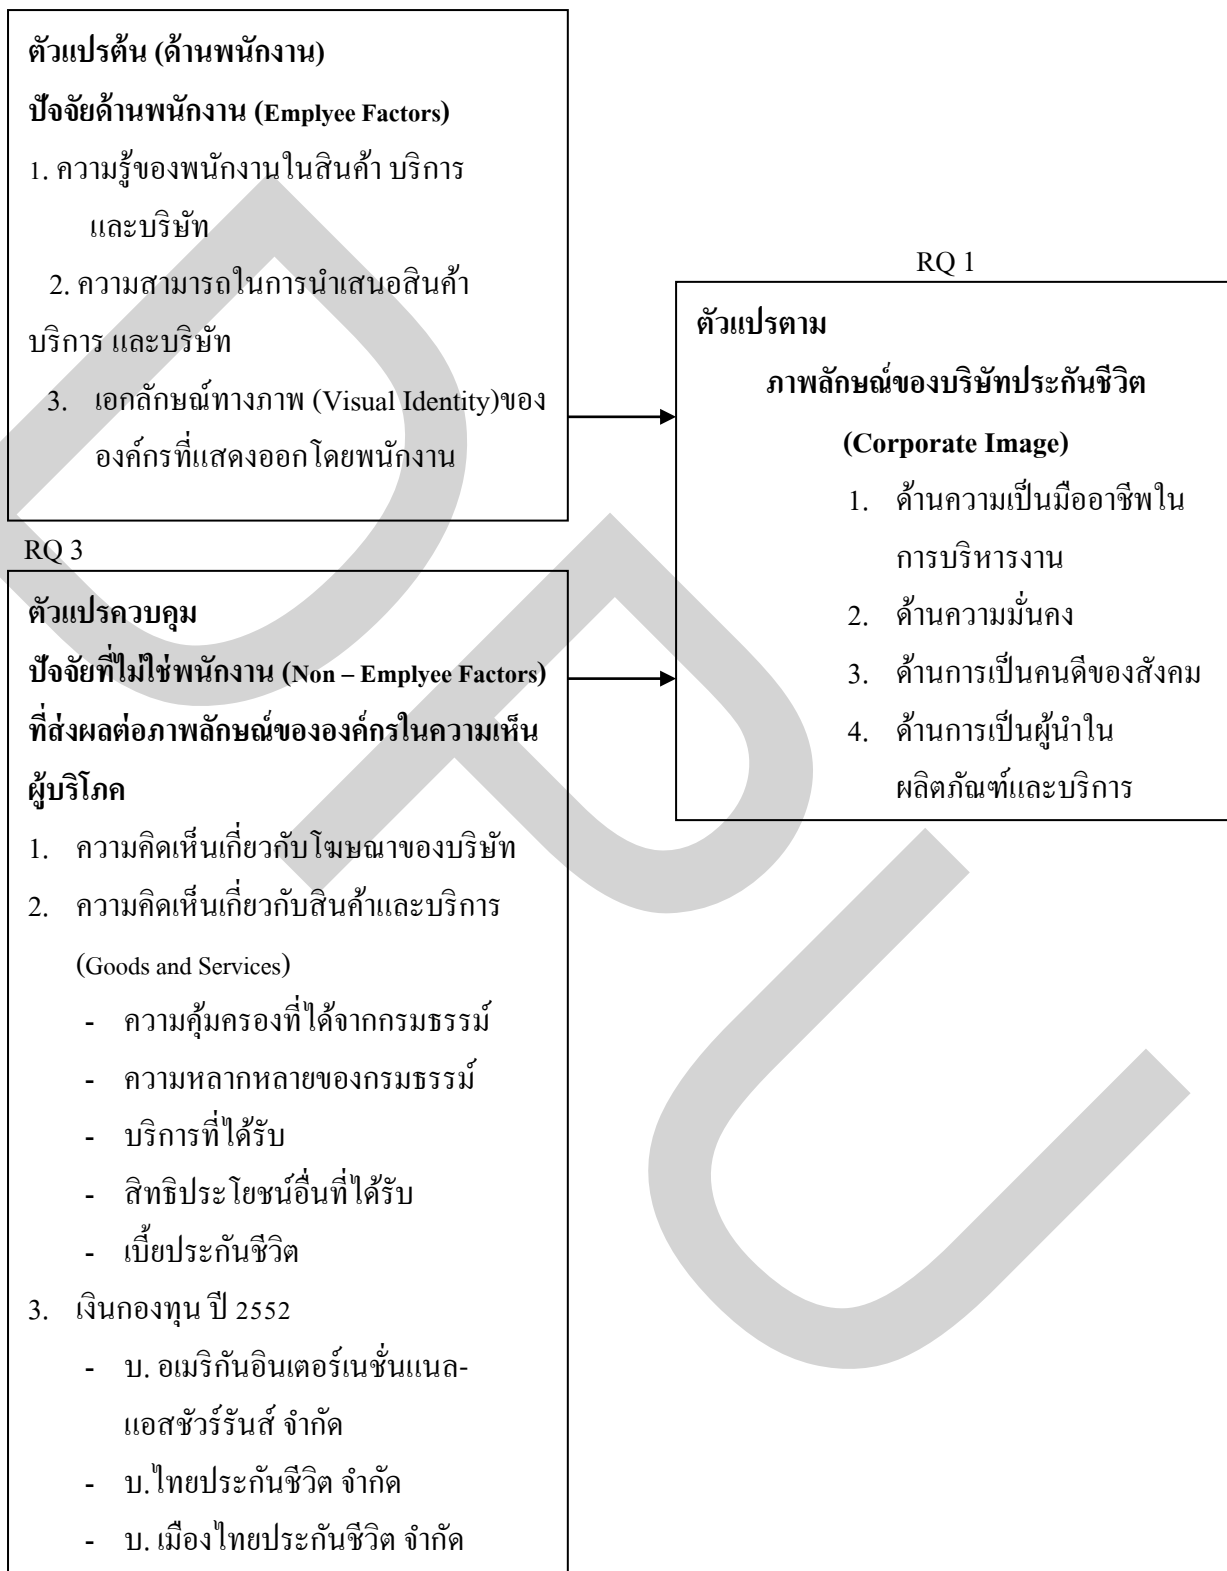 ตัวแปรต้น (ด้านพนักงาน)
ปัจจัยด้านพนักงาน (Emplyee Factors)
1. ความรู้ของพนักงานในสินค้า บริการ
และบริษัท
2. ความสามารถในการนำเสนอสินค้า
บริการ และบริษัท
3. เอกลักษณ์ทางภาพ (Visual Identity)ของ
องค์กรที่แสดงออกโดยพนักงาน
RQ 1
ตัวแปรตาม
ภาพลักษณ์ของบริษัทประกันชีวิต
(Corporate Image)
1. ด้านความเป็นมืออาชีพใน
การบริหารงาน
2. ด้านความมั่นคง
3. ด้านการเป็นคนดีของสังคม
4. ด้านการเป็นผู้นำใน
ผลิตภัณฑ์และบริการ
RQ 3
ตัวแปรควบคุม
ปัจจัยที่ไม่ใช่พนักงาน (Non – Emplyee Factors)
ที่ส่งผลต่อภาพลักษณ์ขององค์กรในความเห็น
ผู้บริโภค
1. ความคิดเห็นเกี่ยวกับโฆษณาของบริษัท
2. ความคิดเห็นเกี่ยวกับสินค้าและบริการ
(Goods and Services)
- ความคุ้มครองที่ได้จากกรมธรรม์
- ความหลากหลายของกรมธรรม์
- บริการที่ได้รับ
- สิทธิประโยชน์อื่นที่ได้รับ
- เบี้ยประกันชีวิต
3. เงินกองทุน ปี 2552
- บ. อเมริกันอินเตอร์เนชั่นแนล-
แอสชัวร์รันส์ จำกัด
- บ.ไทยประกันชีวิต จำกัด
- บ. เมืองไทยประกันชีวิต จำกัด
DPU